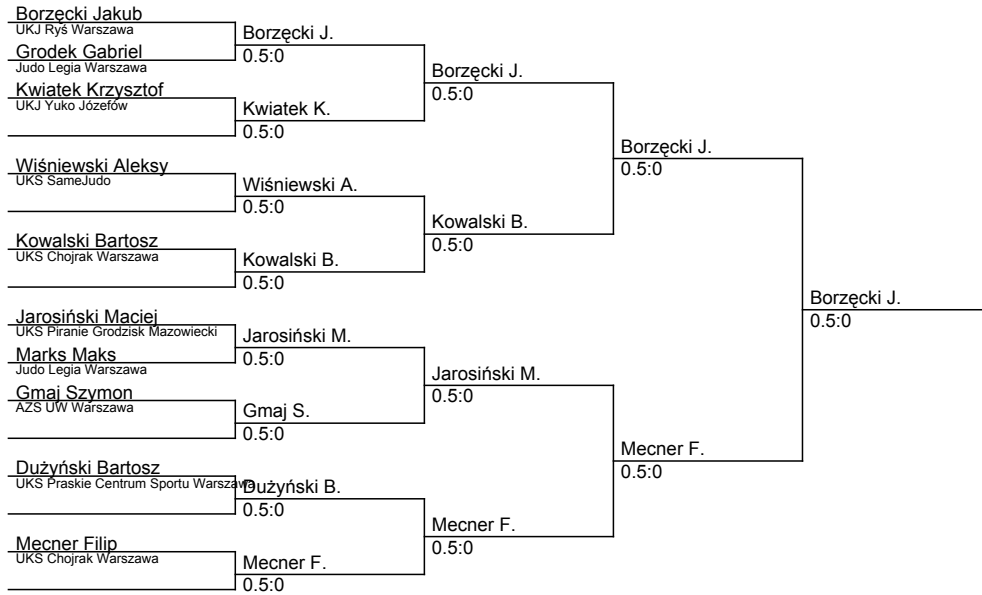 Borzęcki Jakub
UKJ Ryś Warszawa
Grodek Gabriel
Judo Legia Warszawa
Kwiatek Krzysztof
UKJ Yuko Józefów
Wiśniewski Aleksy
UKS SameJudo
Kowalski Bartosz
UKS Chojrak Warszawa
Jarosiński Maciej
UKS Piranie Grodzisk Mazowiecki
Marks Maks
Judo Legia Warszawa
Gmaj Szymon
AZS UW Warszawa
Dużyński Bartosz
UKS Praskie Centrum Sportu Warszawa
Mecner Filip
UKS Chojrak Warszawa
Borzęcki J.
0.5:0
Kwiatek K.
0.5:0
Wiśniewski A.
0.5:0
Kowalski B.
0.5:0
Jarosiński M.
0.5:0
Gmaj S.
0.5:0
Dużyński B.
0.5:0
Mecner F.
0.5:0
Borzęcki J.
0.5:0
Kowalski B.
0.5:0
Jarosiński M.
0.5:0
Mecner F.
0.5:0
Borzęcki J.
0.5:0
Mecner F.
0.5:0
Borzęcki J.
0.5:0